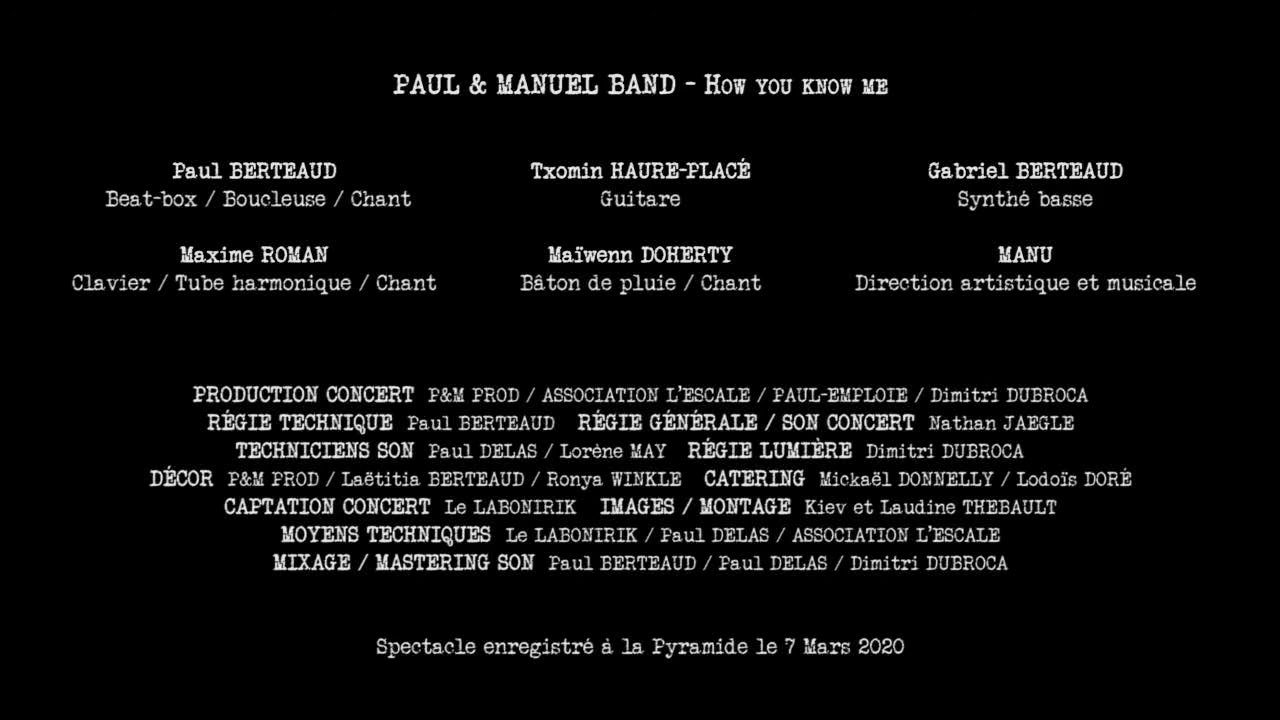 PAUL & MANUEL BAND - HOW YOU KNOW ME
Paul BERTEAUD
Beat-box / Boucleuse / Chant
Txomin HAURE-PLACÉ
Guitare
Gabriel BERTEAUD
Synthé basse
Maxime ROMAN
Clavier / Tube harmonique / Chant
Maïwenn DOHERTY
Bâton de pluie / Chant
MANU
Direction artistique et musicale
PRODUCTION CONCERT P&M PROD / ASSOCIATION L'ESCALE / PAUL-EMPLOIE / Dimitri DUBROCA
RÉGIE TECHNIQUE Paul BERTEAUD RÉGIE GÉNÉRALE / SON CONCERT Nathan JAEGLE
TECHNICIENS SON Paul DELAS / Lorène MAY RÉGIE LUMIÈRE Dimitri DUBROCA
DÉCOR P&M PROD / Laëtitia BERTEAUD / Ronya WINKLE CATERING Mickaël DONNELLY / Lodoïs DORÉ
CAPTATION CONCERT Le LABONIRIK IMAGES / MONTAGE Kiev et Laudine THEBAULT
MOYENS TECHNIQUES Le LABONIRIK / Paul DELAS / ASSOCIATION L'ESCALE
MIXAGE / MASTERING SON Paul BERTEAUD / Paul DELAS / Dimitri DUBROCA
Spectacle enregistré à la Pyramide le 7 Mars 2020